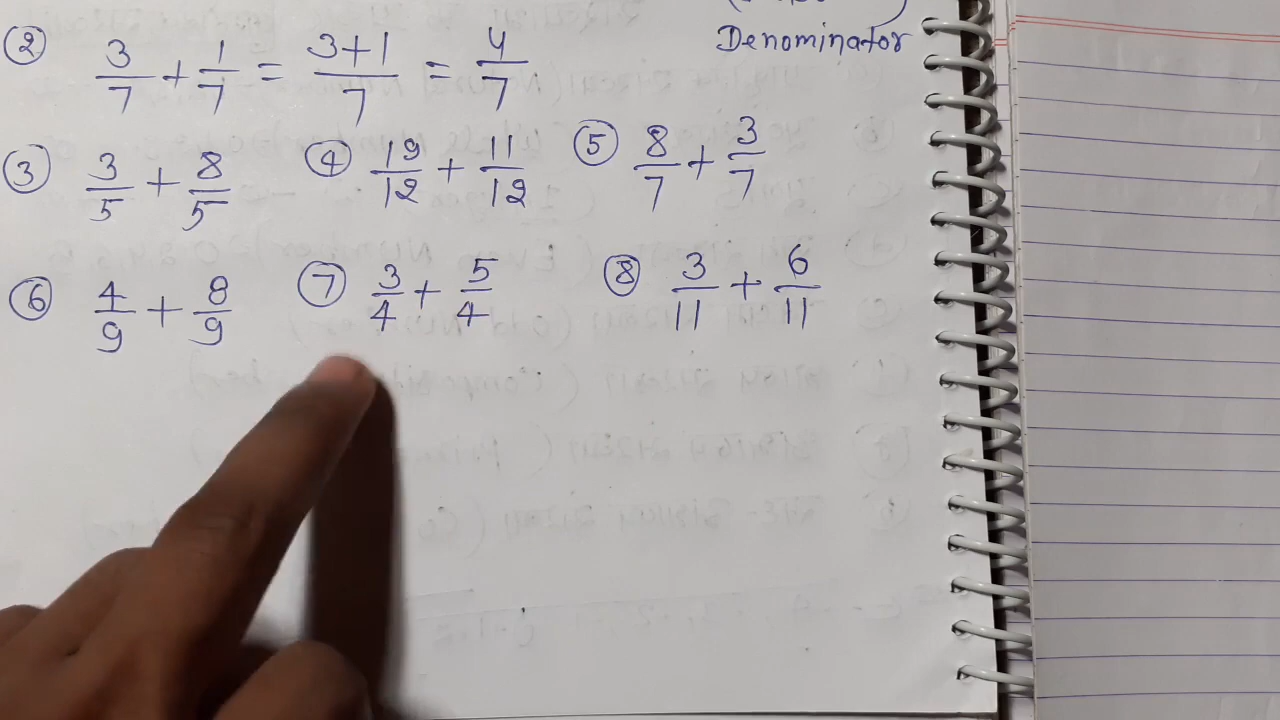 Denominator
② 3/7 + 1/7 = 3+1/7 = 4/7
③ 3/5 + 8/5 ④ 19/12 + 11/12 ⑤ 8/7 + 3/7
⑥ 4/9 + 8/9 ⑦ 3/4 + 5/4 ⑧ 3/11 + 6/11